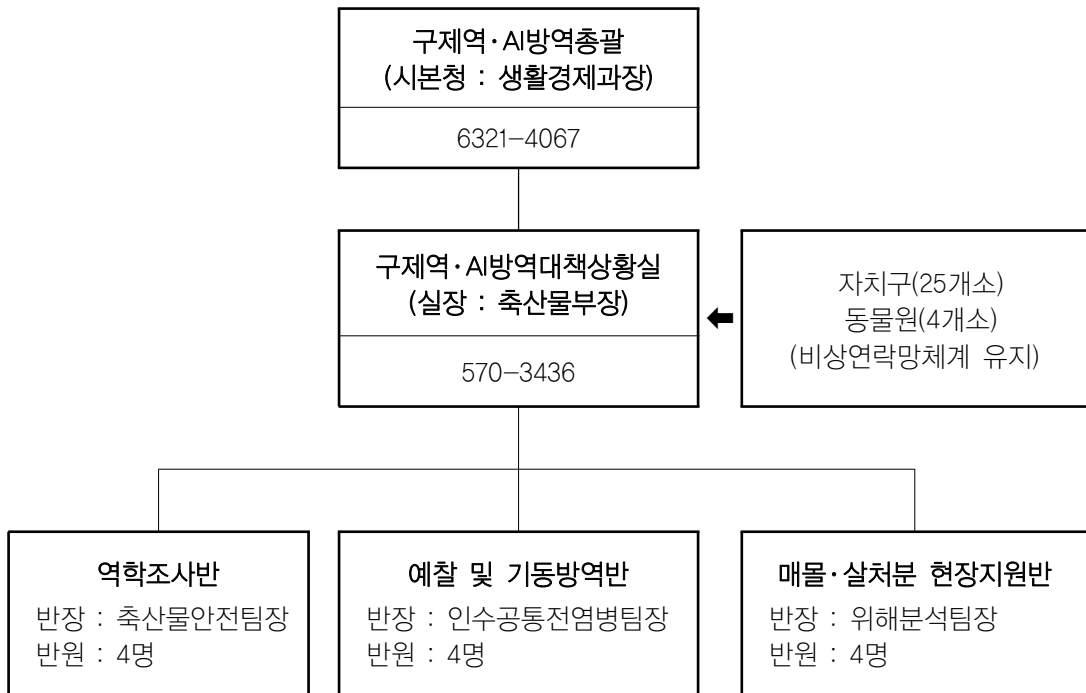 구제역·AI방역총괄
(시본청 : 생활경제과장)
6321-4067
구제역·AI방역대책상황실
(실장 : 축산물부장)
570-3436
자치구(25개소)
동물원(4개소)
(비상연락망체계 유지)
역학조사반
반장 : 축산물안전팀장
반원 : 4명
예찰 및 기동방역반
반장 : 인수공통전염병팀장
반원 : 4명
매몰·살처분 현장지원반
반장 : 위해분석팀장
반원 : 4명